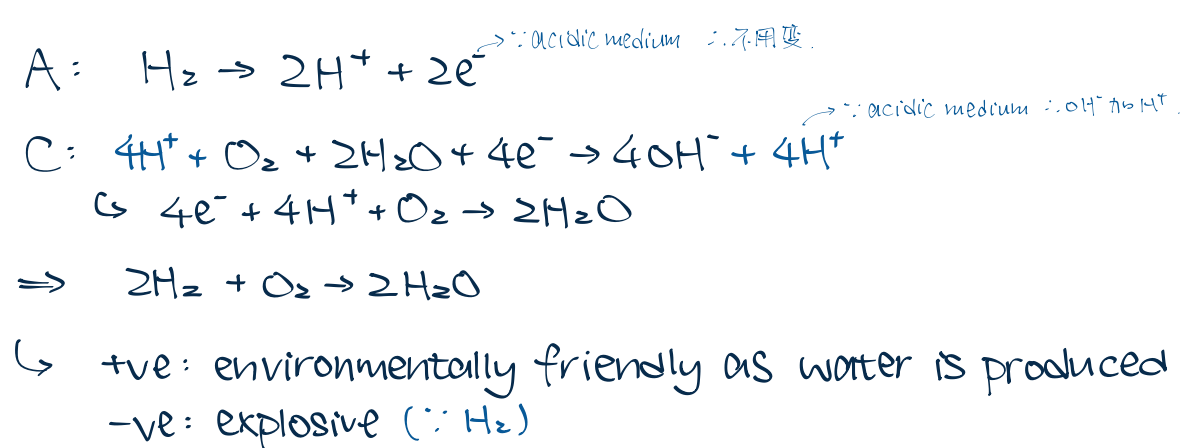 A: H₂ → 2H⁺ + 2e⁻ → ∵ acidic medium ∴ 不用变.
C: 4H⁺ + O₂ + 2H₂O + 4e⁻ → 4OH⁻ + 4H⁺ → ∵ acidic medium ∴ OH⁻ 加 H⁺.
↳ 4e⁻ + 4H⁺ + O₂ → 2H₂O
⇒ 2H₂ + O₂ → 2H₂O
↳ +ve: environmentally friendly as water is produced
-ve: explosive (∵ H₂)